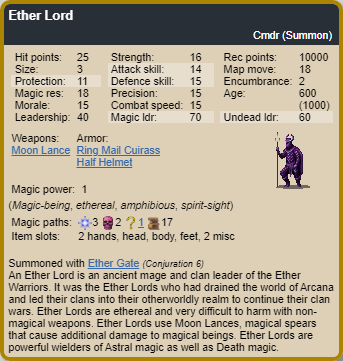 Ether Lord
Cmdr (Summon)
Hit points: 25 Strength: 16 Rec points: 10000
Size: 3 Attack skill: 14 Map move: 18
Protection: 11 Defence skill: 15 Encumbrance: 2
Magic res: 18 Precision: 15 Age: 600
Morale: 15 Combat speed: 15 (1000)
Leadership: 40 Magic ldr: 70 Undead ldr: 60
Weapons: Armor:
Moon Lance Ring Mail Cuirass
Half Helmet
Magic power: 1
(Magic-being, ethereal, amphibious, spirit-sight)
Magic paths: 3 2 ?1 17
Item slots: 2 hands, head, body, feet, 2 misc
Summoned with Ether Gate (Conjuration 6)
An Ether Lord is an ancient mage and clan leader of the Ether
Warriors. It was the Ether Lords who had drained the world of Arcana
and led their clans into their otherworldly realm to continue their clan
wars. Ether Lords are ethereal and very difficult to harm with non-
magical weapons. Ether Lords use Moon Lances, magical spears
that cause additional damage to magical beings. Ether Lords are
powerful wielders of Astral magic as well as Death magic.